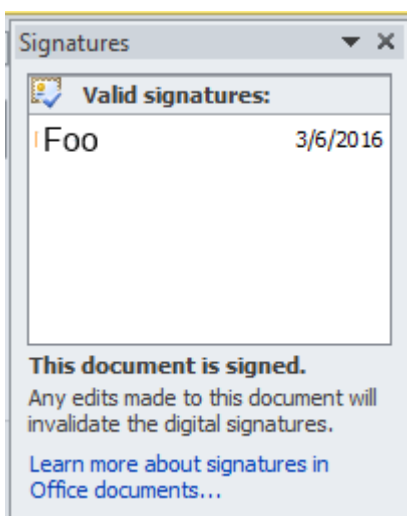 Signatures
Valid signatures:
Foo 3/6/2016
This document is signed.
Any edits made to this document will
invalidate the digital signatures.
Learn more about signatures in
Office documents...